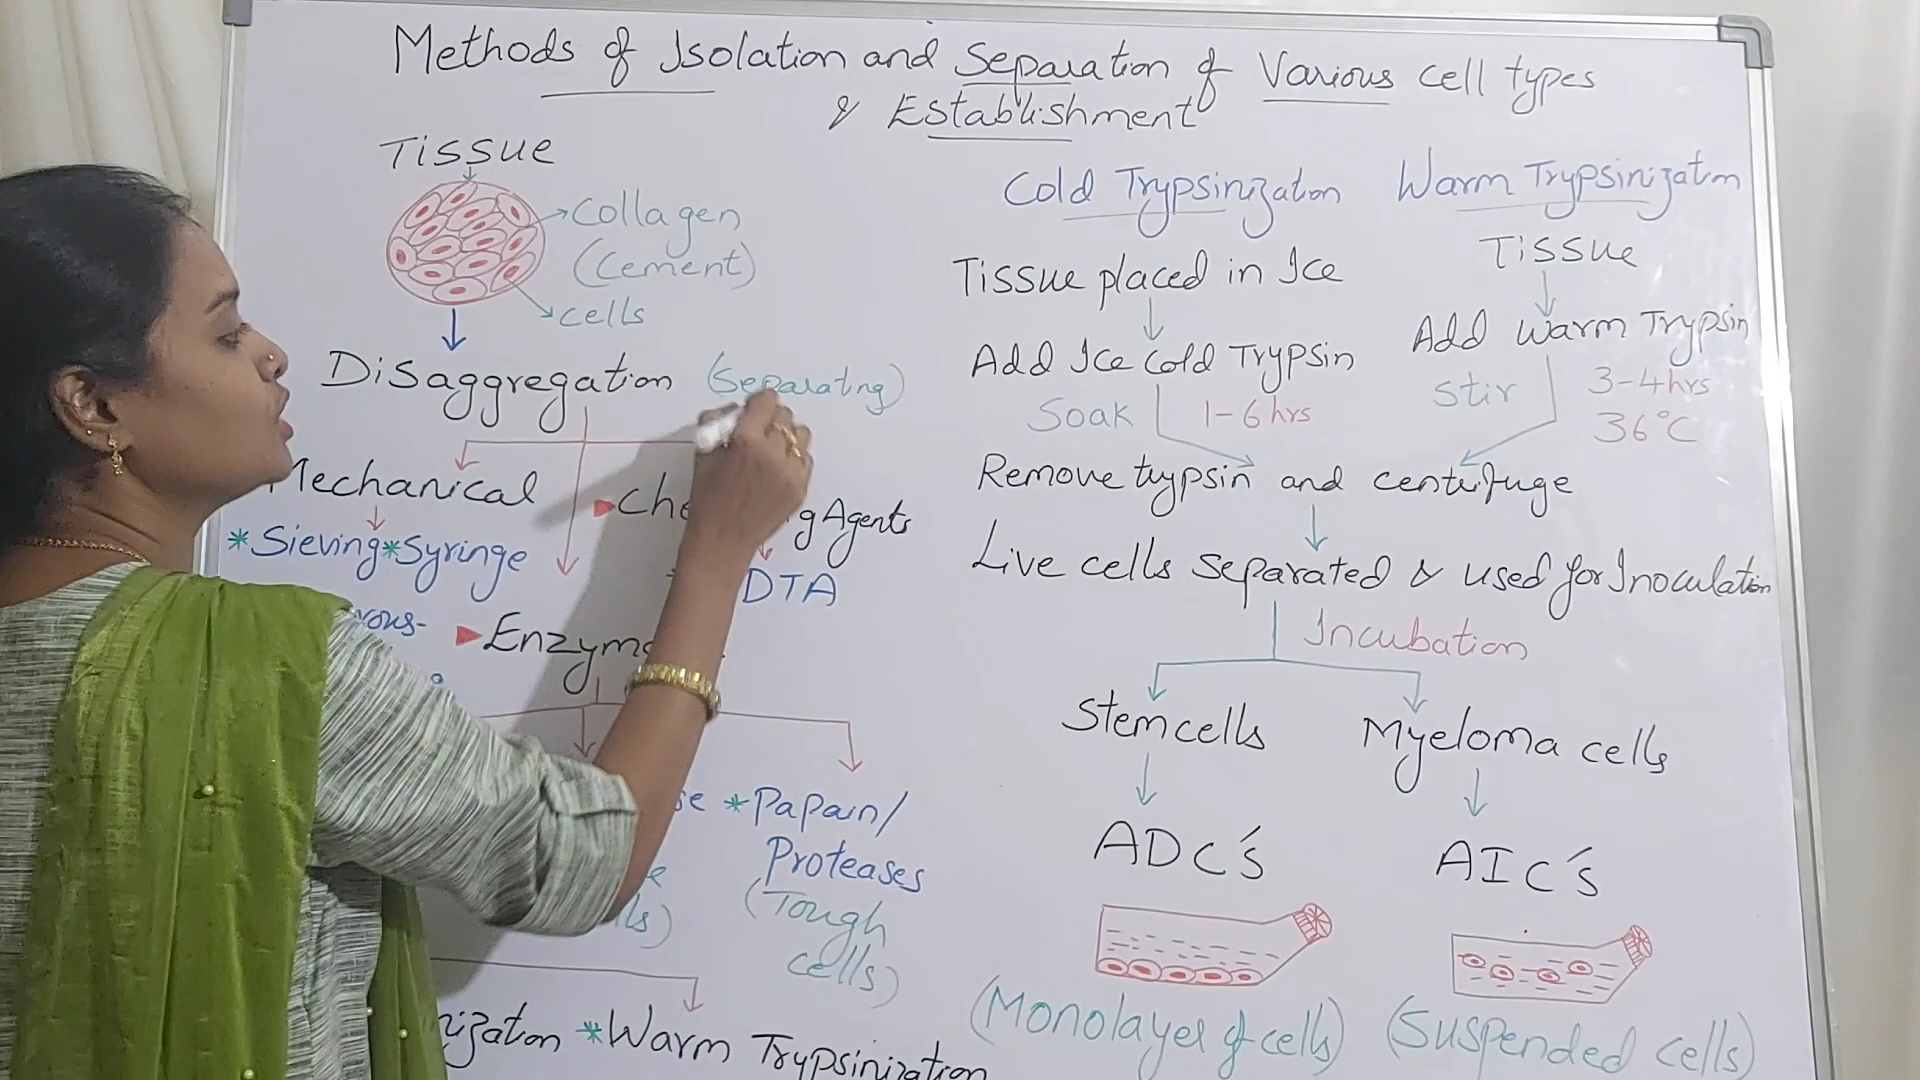 Methods of Isolation and Separation of Various cell types
& Establishment
Tissue
Collagen
(Cement)
cells
Disaggregation (Separating)
Mechanical
* Sieving * Syringe
Agents
Enzyme
* Papain/
Proteases
(Tough
cells)
* Warm Trypsinization
Cold Trypsinization
Tissue placed in Ice
Add Ice cold Trypsin
Soak 1-6 hrs
Warm Trypsinization
Tissue
Add warm Trypsin
Stir 3-4 hrs
36°C
Remove trypsin and centrifuge
Live cells separated & used for Inoculation
Incubation
Stem cells
ADC's
(Monolayer of cells)
Myeloma cells
AIC's
(Suspended cells)